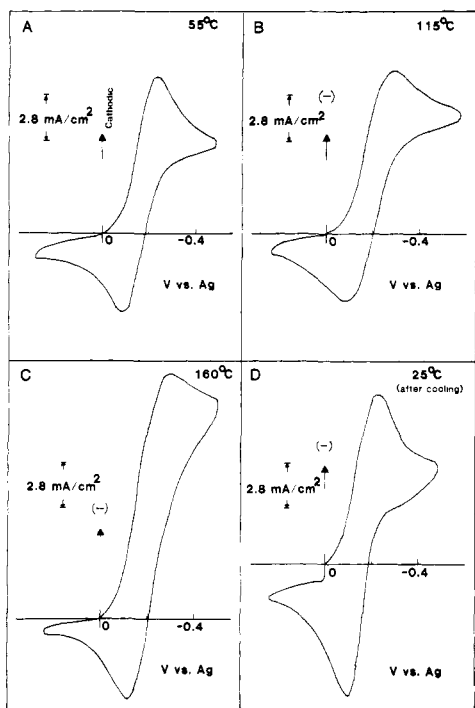 A
55°C
2.8 mA/cm²
Cathodic
0
-0.4
V vs. Ag
B
115°C
(-)
2.8 mA/cm²
0
-0.4
V vs. Ag
C
160°C
2.8 mA/cm²
(-)
0
-0.4
V vs. Ag
D
25°C
(after cooling)
(-)
2.8 mA/cm²
0
-0.4
V vs. Ag